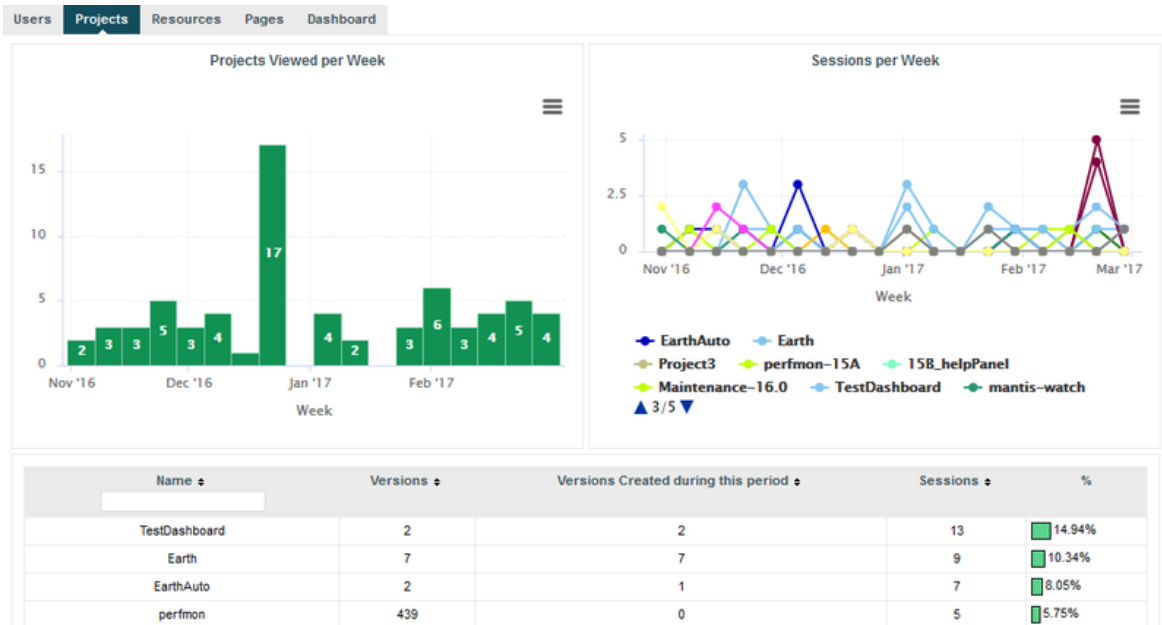 Users Projects Resources Pages Dashboard
Projects Viewed per Week
15
10
5
0
2 3 3 5 3 4 17 4 2 3 6 3 4 5 4
Nov '16 Dec '16 Jan '17 Feb '17
Week
Sessions per Week
5
2.5
0
Nov '16 Dec '16 Jan '17 Feb '17 Mar '17
Week
EarthAuto Earth
Project3 perfmon-15A 15B_helpPanel
Maintenance-16.0 TestDashboard mantis-watch
3/5
Name Versions Versions Created during this period Sessions %
TestDashboard 2 2 13 14.94%
Earth 7 7 9 10.34%
EarthAuto 2 1 7 8.05%
perfmon 439 0 5 5.75%